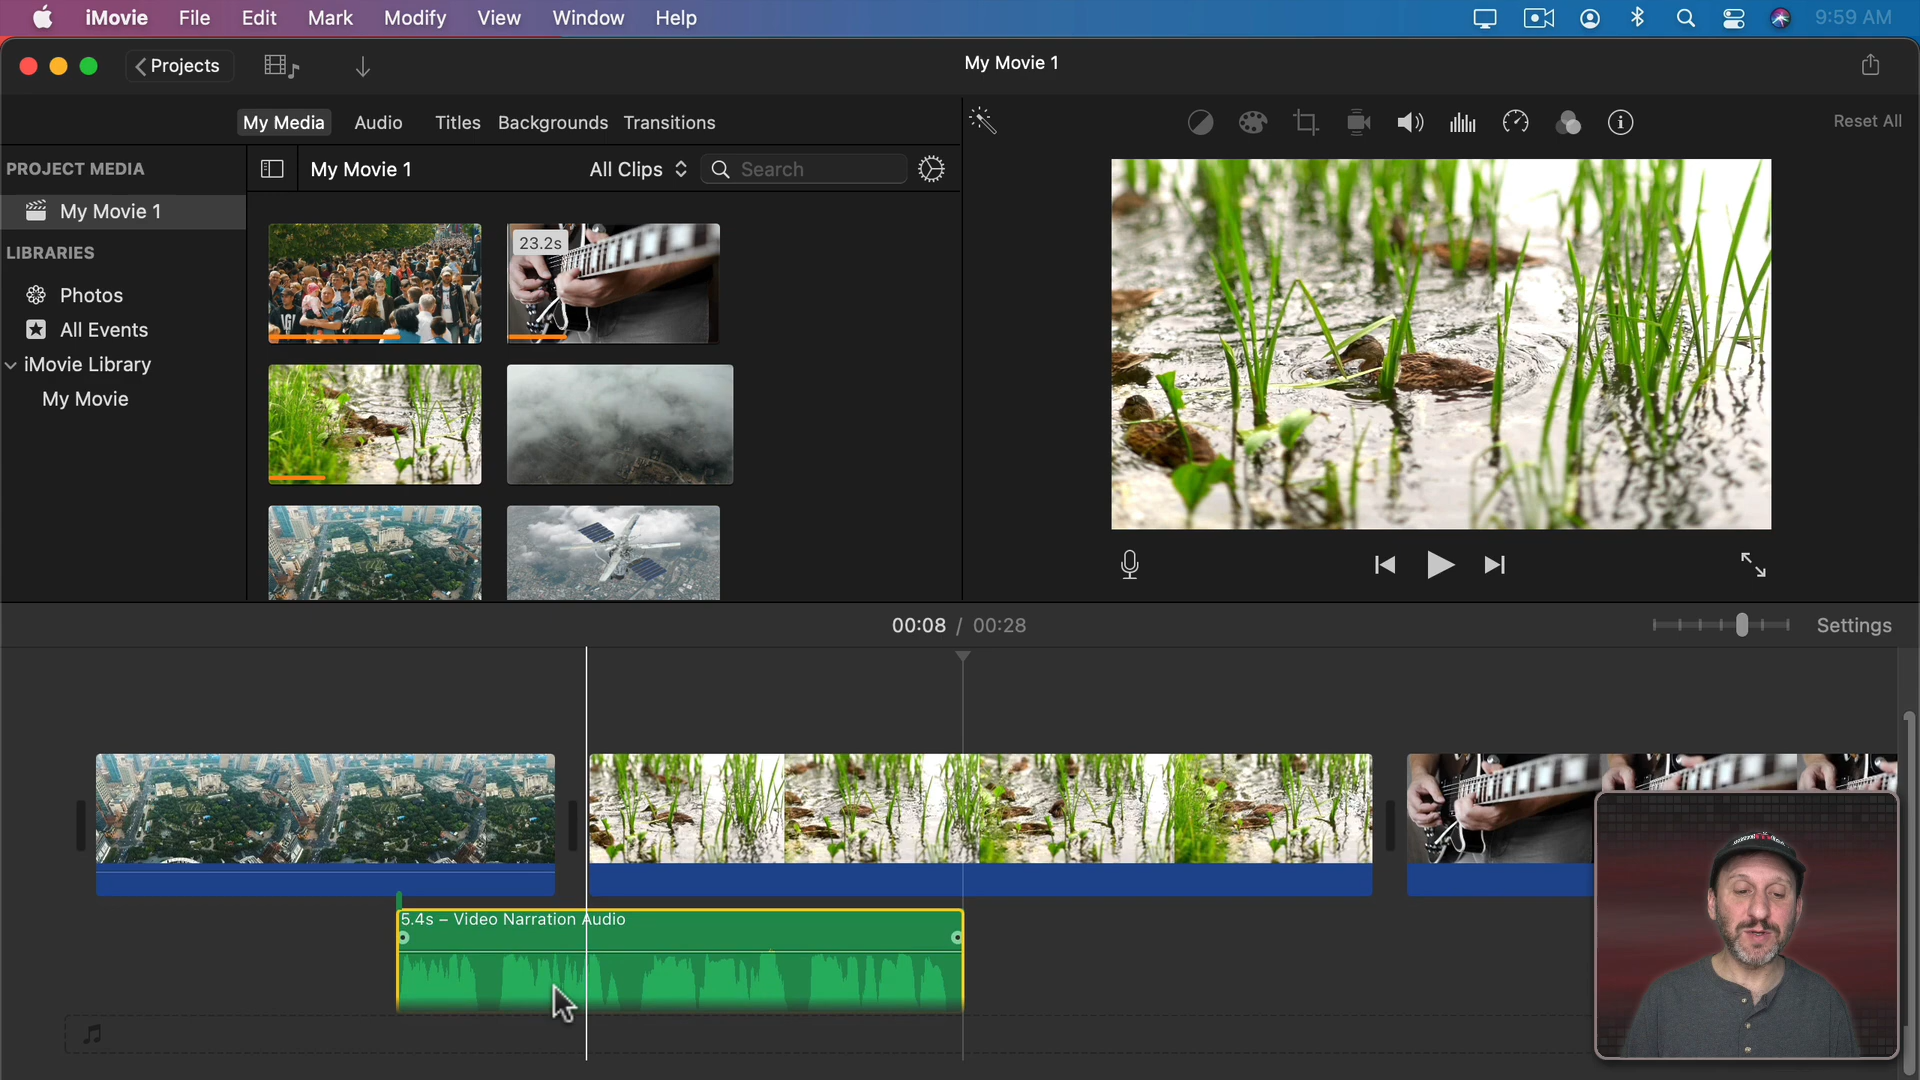 iMovie File Edit Mark Modify View Window Help 9:59 AM
Projects My Movie 1
My Media Audio Titles Backgrounds Transitions Reset All
PROJECT MEDIA My Movie 1 All Clips Search
My Movie 1
LIBRARIES
23.2s
Photos
All Events
iMovie Library
My Movie
00:08 / 00:28 Settings
5.4s – Video Narration Audio